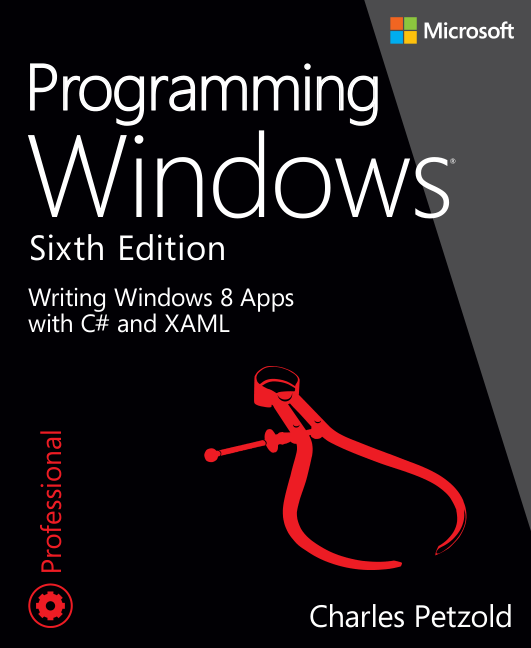 Microsoft
Programming
Windows®
Sixth Edition
Writing Windows 8 Apps
with C# and XAML
Professional
Charles Petzold